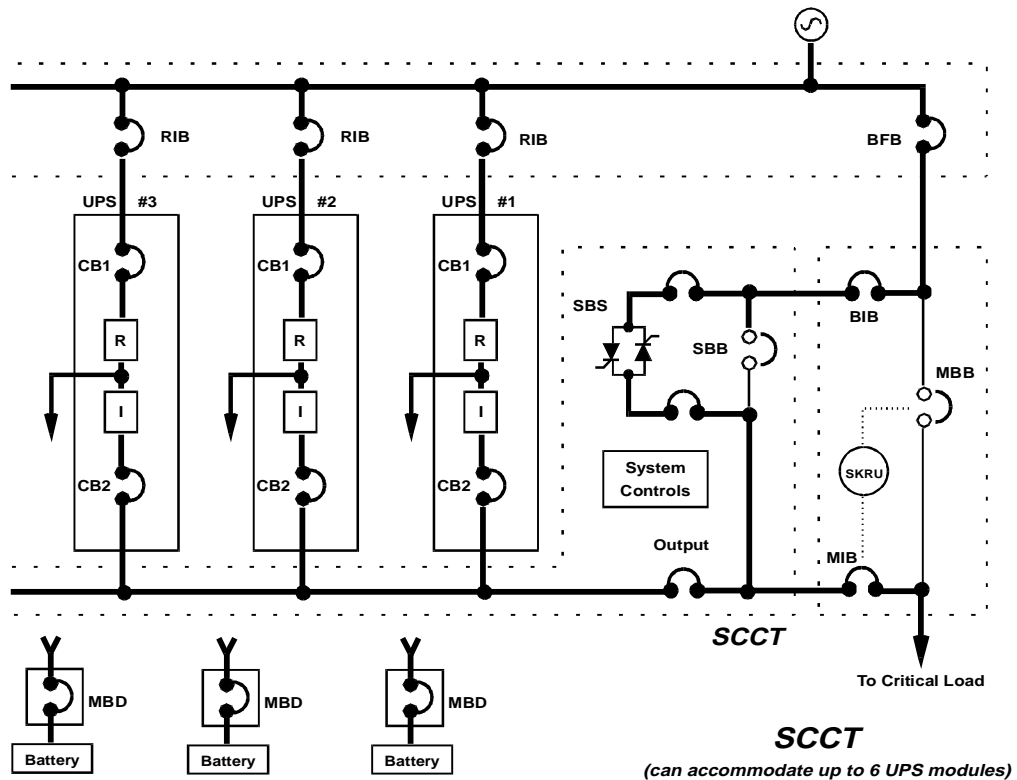 RIB
RIB
RIB
BFB
UPS #3
UPS #2
UPS #1
CB1
CB1
CB1
SBS
BIB
SBB
R
R
R
MBB
I
I
I
System
Controls
SKRU
CB2
CB2
CB2
Output
MIB
SCCT
To Critical Load
MBD
MBD
MBD
Battery
Battery
Battery
SCCT
(can accommodate up to 6 UPS modules)